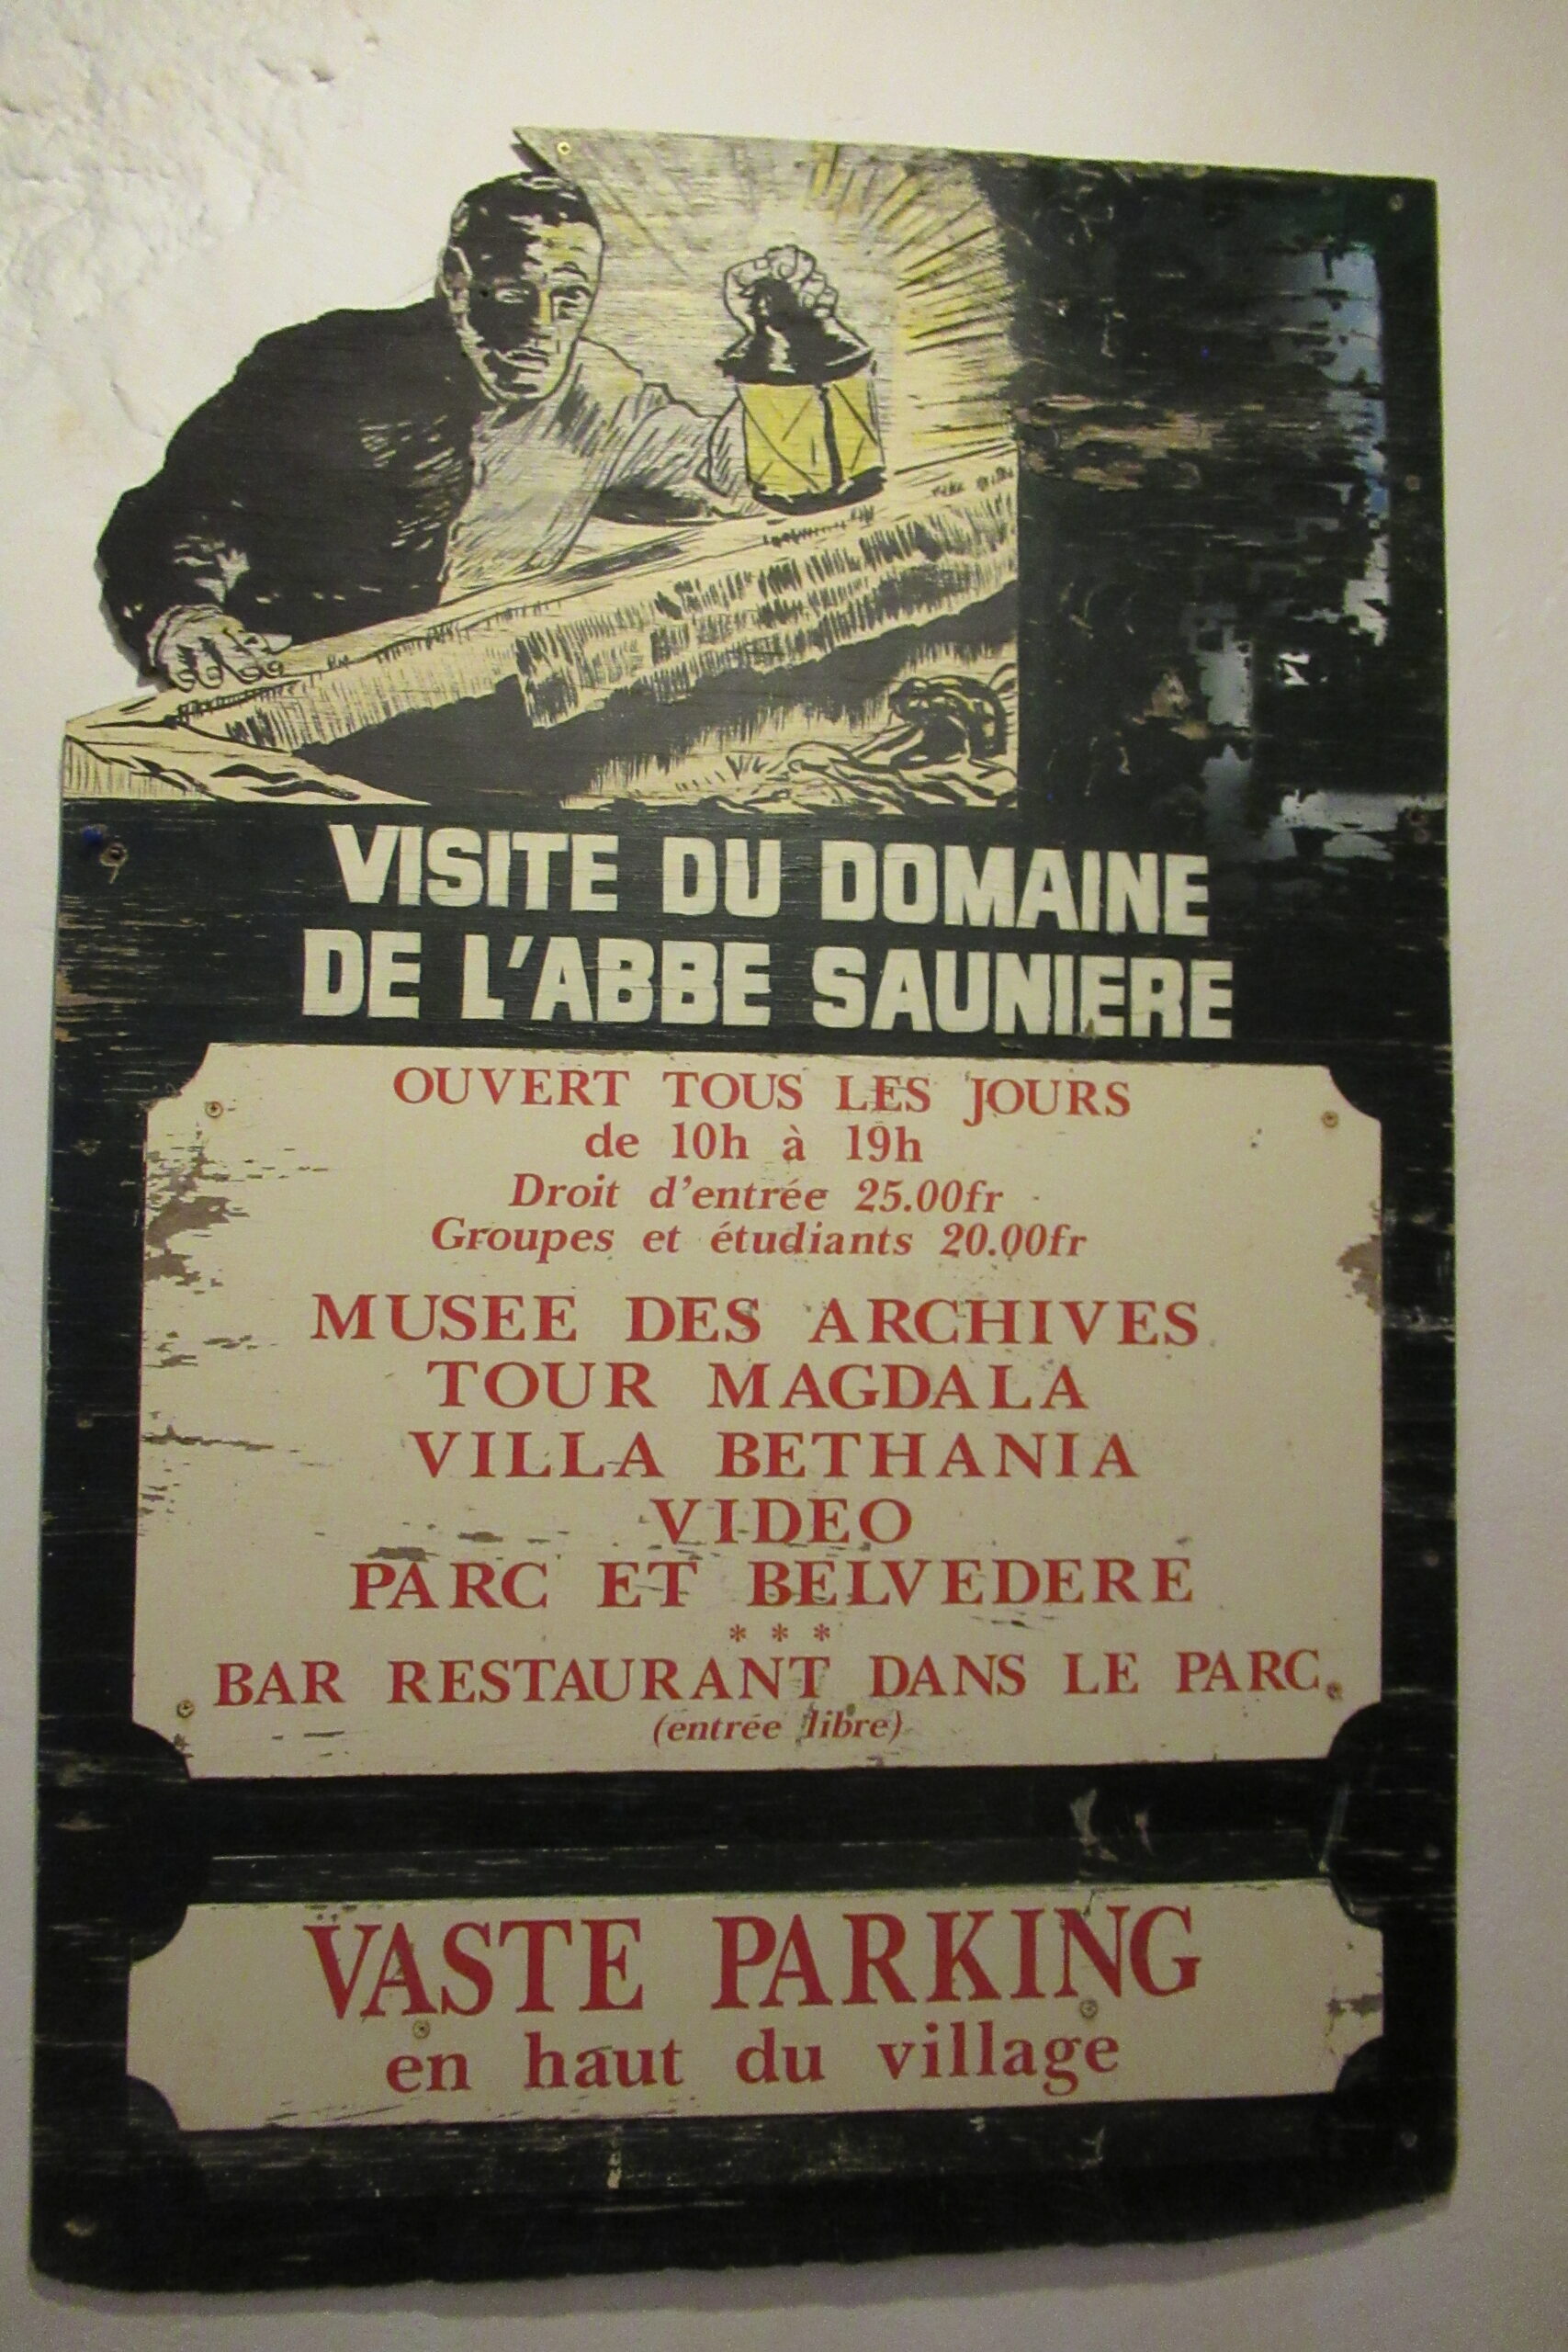 VISITE DU DOMAINE
DE L'ABBE SAUNIERE
OUVERT TOUS LES JOURS
de 10h à 19h
Droit d'entrée 25.00fr
Groupes et étudiants 20.00fr
MUSEE DES ARCHIVES
TOUR MAGDALA
VILLA BETHANIA
VIDEO
PARC ET BELVEDERE
* * *
BAR RESTAURANT DANS LE PARC
(entrée libre)
VASTE PARKING
en haut du village